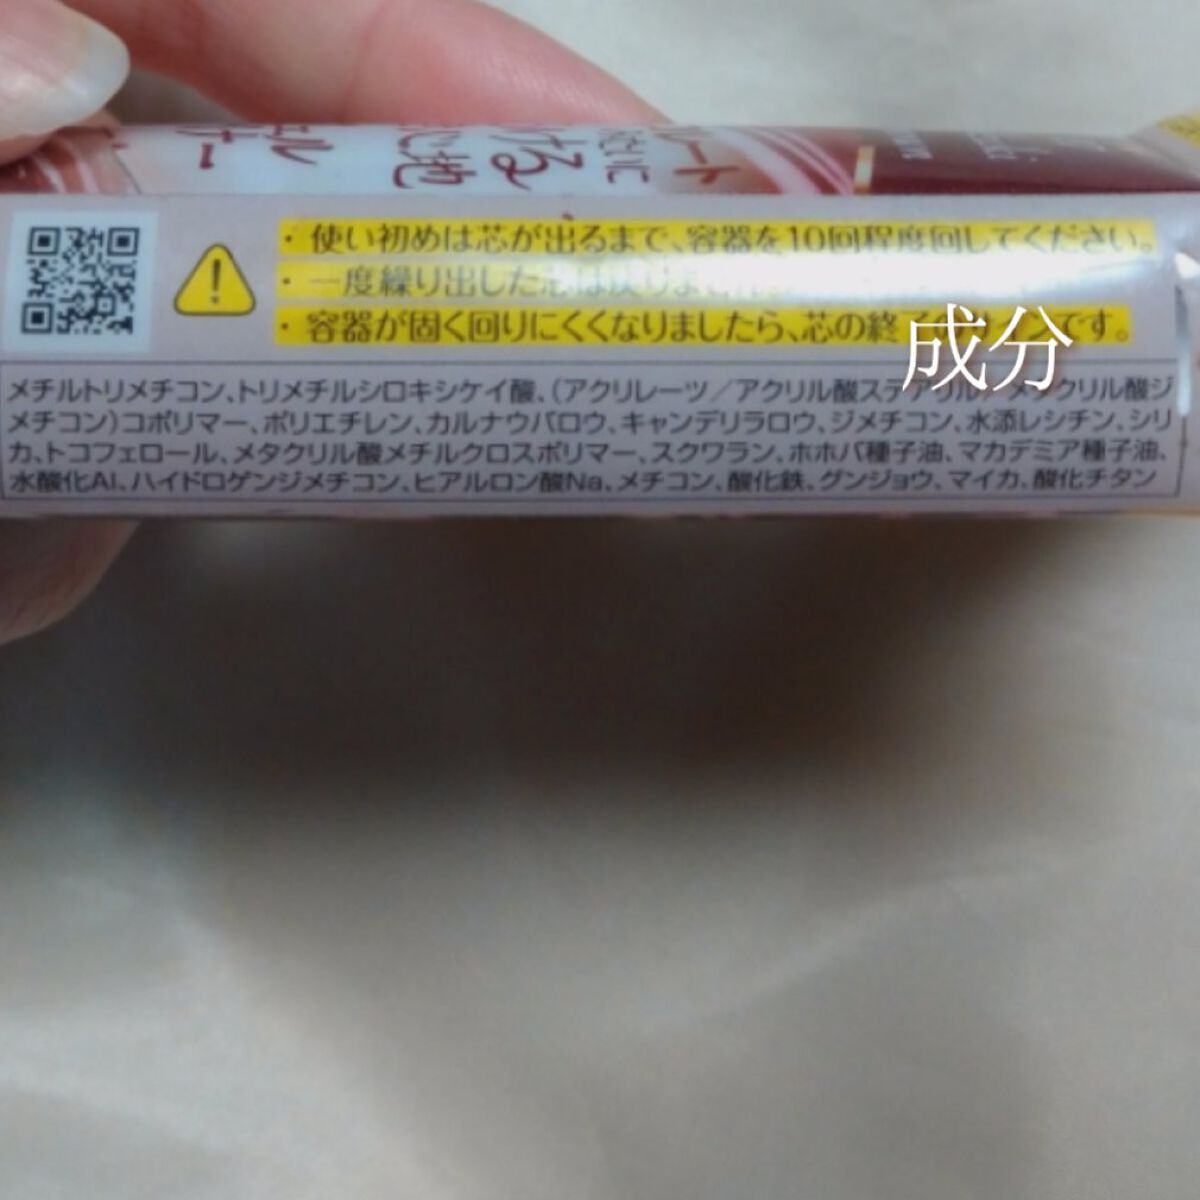 ・使い初めは芯が出るまで、容器を10回程度回してください。
・一度繰り出した芯は戻りません
・容器が固く回りにくくなりましたら、芯の終了のサインです。
成分
メチルトリメチコン、トリメチルシロキシケイ酸、(アクリレーツ/アクリル酸ステアリル/メタクリル酸ジ
メチコン)コポリマー、ポリエチレン、カルナウバロウ、キャンデリラロウ、ジメチコン、水添レシチン、シリ
カ、トコフェロール、メタクリル酸メチルクロスポリマー、スクワラン、ホホバ種子油、マカデミア種子油、
水酸化Al、ハイドロゲンジメチコン、ヒアルロン酸Na、メチコン、酸化鉄、グンジョウ、マイカ、酸化チタン